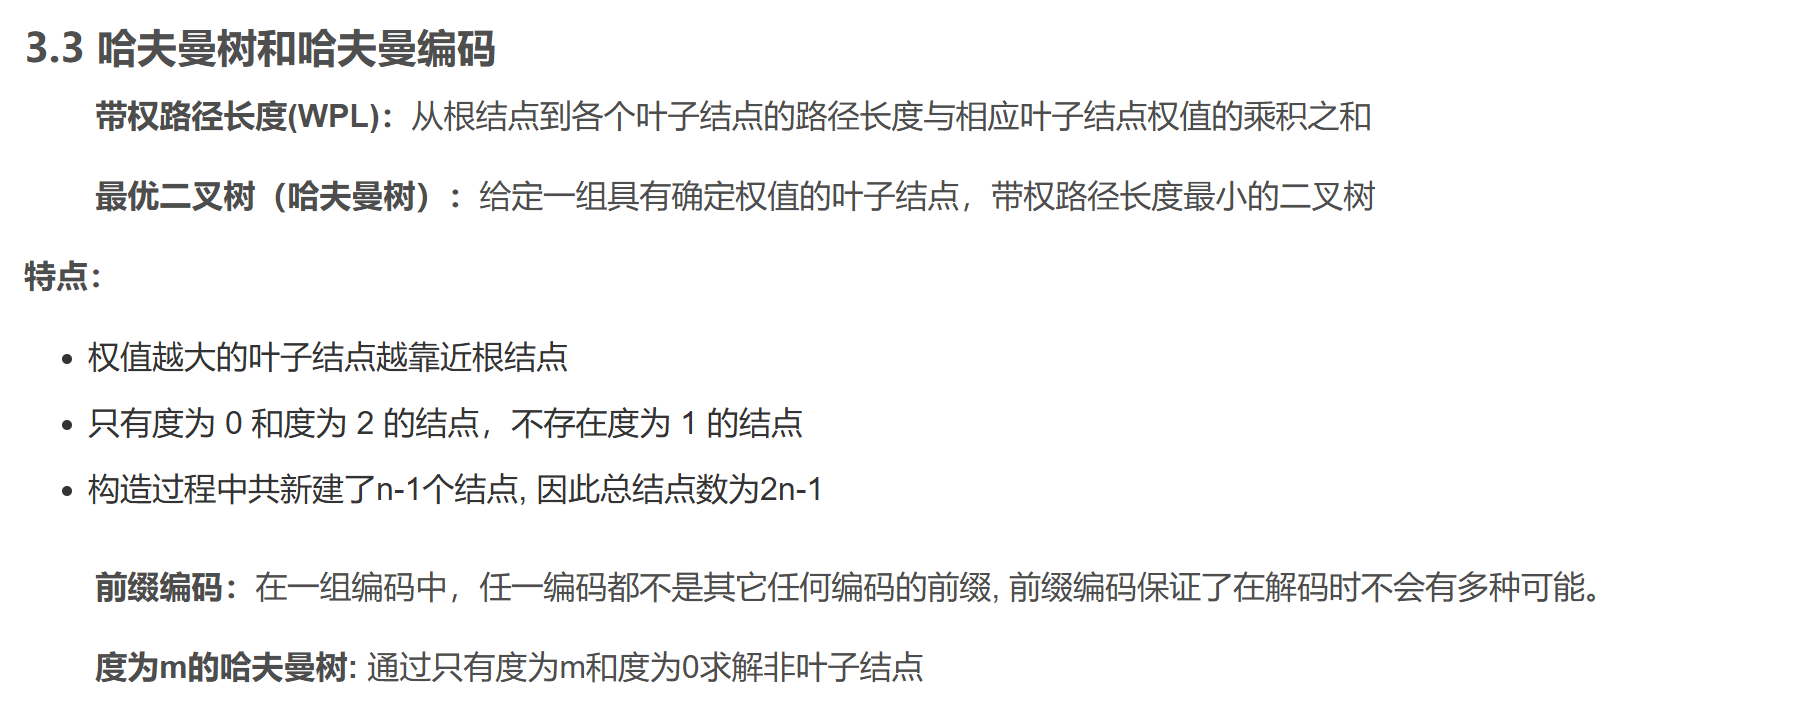 3.3 哈夫曼树和哈夫曼编码
带权路径长度(WPL)：从根结点到各个叶子结点的路径长度与相应叶子结点权值的乘积之和
最优二叉树（哈夫曼树）：给定一组具有确定权值的叶子结点，带权路径长度最小的二叉树
特点：
• 权值越大的叶子结点越靠近根结点
• 只有度为 0 和度为 2 的结点，不存在度为 1 的结点
• 构造过程中共新建了n-1个结点, 因此总结点数为2n-1
前缀编码：在一组编码中，任一编码都不是其它任何编码的前缀, 前缀编码保证了在解码时不会有多种可能。
度为m的哈夫曼树: 通过只有度为m和度为0求解非叶子结点